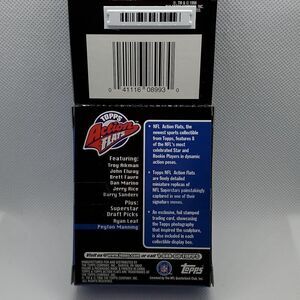 & © 1998
0 41116 08993 0
TOPPS
Action
FLATS
Featuring:
Troy Aikman
John Elway
Brett Favre
Dan Marino
Jerry Rice
Barry Sanders
Plus:
Superstar
Draft Picks
Ryan Leaf
Peyton Manning
• NFL Action Flats, the
newest sports collectible
from Topps, features 8
of the NFL's most
celebrated Star and
Rookie Players in
dynamic action poses.
• Topps NFL Action Flats
are finely detailed
miniature replicas of
NFL Superstars painstakingly
captured in one of their
signature moves.
• An exclusive, foil stamped
trading card, showcasing
the Topps photography
that inspired the sculpture,
is also included in each
collectible display box.
Topps